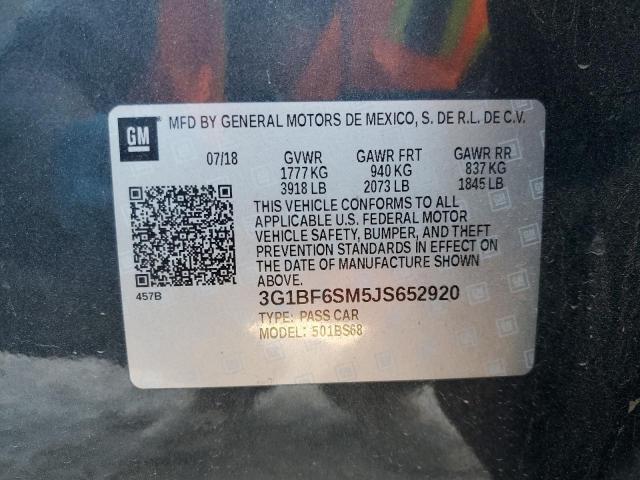 GM
MFD BY GENERAL MOTORS DE MEXICO, S. DE R.L. DE C.V.
07/18 GVWR GAWR FRT GAWR RR
1777 KG 940 KG 837 KG
3918 LB 2073 LB 1845 LB
THIS VEHICLE CONFORMS TO ALL
APPLICABLE U.S. FEDERAL MOTOR
VEHICLE SAFETY, BUMPER, AND THEFT
PREVENTION STANDARDS IN EFFECT ON
THE DATE OF MANUFACTURE SHOWN
ABOVE.
457B
3G1BF6SM5JS652920
TYPE: PASS CAR
MODEL: 501BS68